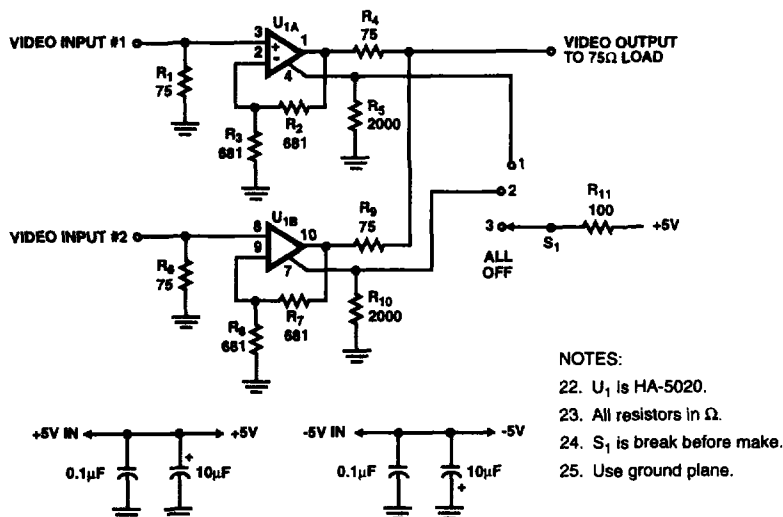 VIDEO INPUT #1
3
2
+
-
U1A
1
4
R4
75
VIDEO OUTPUT
TO 75Ω LOAD
R1
75
R3
681
R2
681
R5
2000
1
2
3
ALL
OFF
S1
R11
100
+5V
VIDEO INPUT #2
8
9
U1B
10
7
R9
75
R6
75
R8
681
R7
681
R10
2000
+5V IN
+5V
0.1µF
+
10µF
-5V IN
-5V
0.1µF
10µF
+
NOTES:
22. U1 is HA-5020.
23. All resistors in Ω.
24. S1 is break before make.
25. Use ground plane.